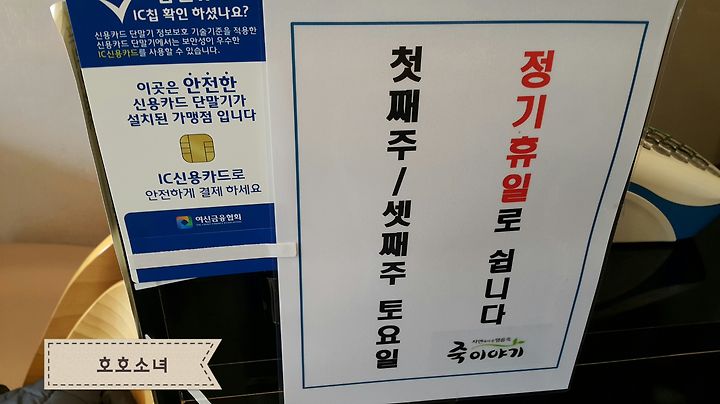 IC칩 확인 하셨나요?
신용카드 단말기 정보보호 기술기준을 적용한
신용카드 단말기에서는 보안성이 우수한
IC신용카드를 사용할 수 있습니다.
이곳은 안전한
신용카드 단말기가
설치된 가맹점 입니다
IC신용카드로
안전하게 결제 하세요
여신금융협회
정기휴일로 쉽니다
첫째주/셋째주 토요일
죽이야기
호호소녀